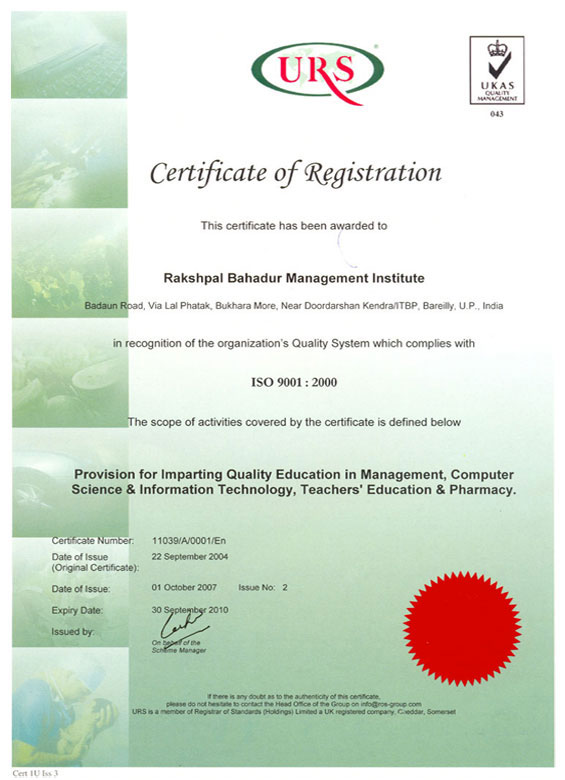 URS
UKAS
QUALITY
MANAGEMENT
043
Certificate of Registration
This certificate has been awarded to
Rakshpal Bahadur Management Institute
Badaun Road, Via Lal Phatak, Bukhara More, Near Doordarshan Kendra/ITBP, Bareilly, U.P., India
in recognition of the organization's Quality System which complies with
ISO 9001 : 2000
The scope of activities covered by the certificate is defined below
Provision for Imparting Quality Education in Management, Computer
Science & Information Technology, Teachers' Education & Pharmacy.
Certificate Number: 11039/A/0001/En
Date of Issue 22 September 2004
(Original Certificate):
Date of Issue: 01 October 2007 Issue No: 2
Expiry Date: 30 September 2010
Issued by:
On behalf of the
Scheme Manager
If there is any doubt as to the authenticity of this certificate,
please do not hesitate to contact the Head Office of the Group on info@ros-group.com
URS is a member of Registrar of Standards (Holdings) Limited a UK registered company, Cheddar, Somerset
Cert 1U Iss 3